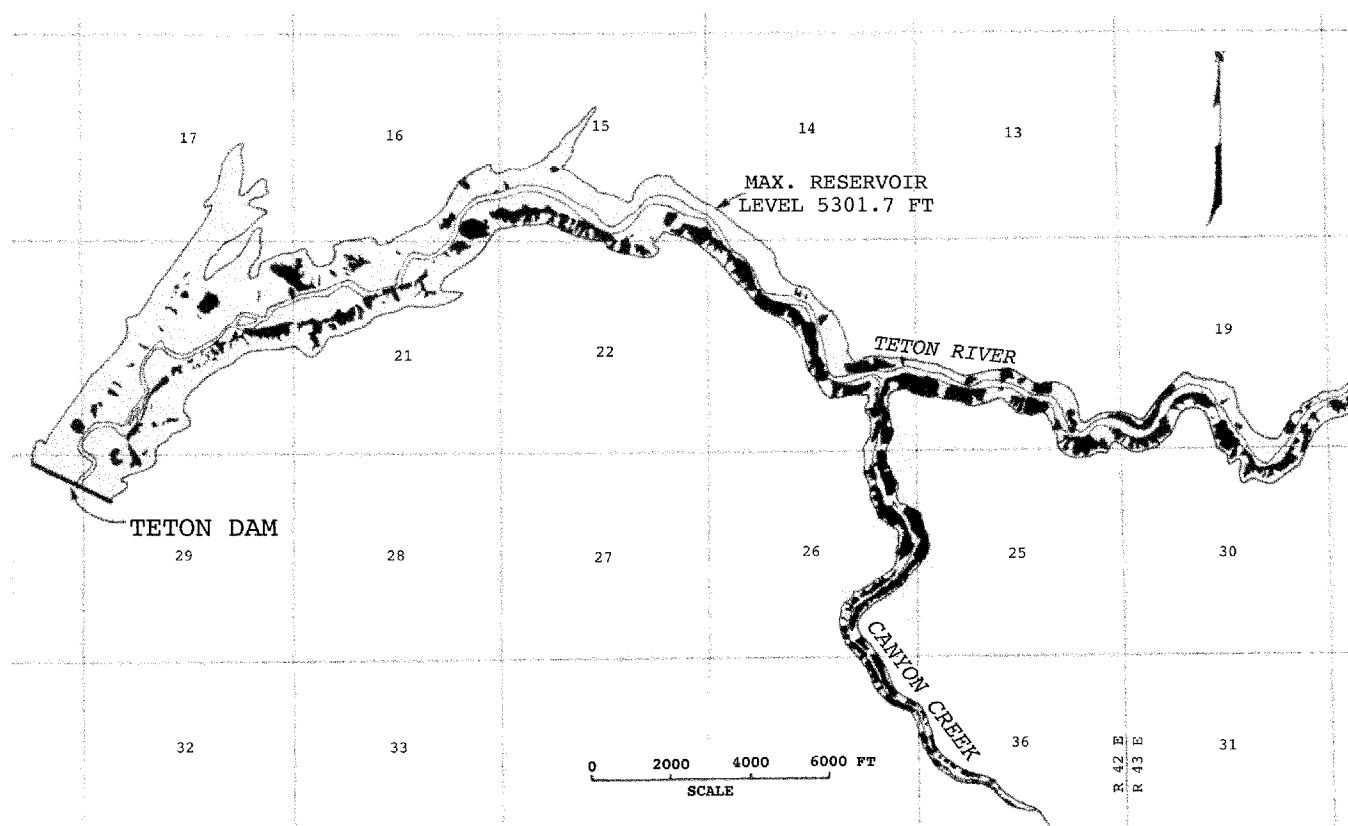 N
17
16
15
14
13
MAX. RESERVOIR
LEVEL 5301.7 FT
19
TETON RIVER
21
22
TETON DAM
29
28
27
26
25
30
CANYON CREEK
32
33
36
31
R 42 E
R 43 E
0 2000 4000 6000 FT
SCALE